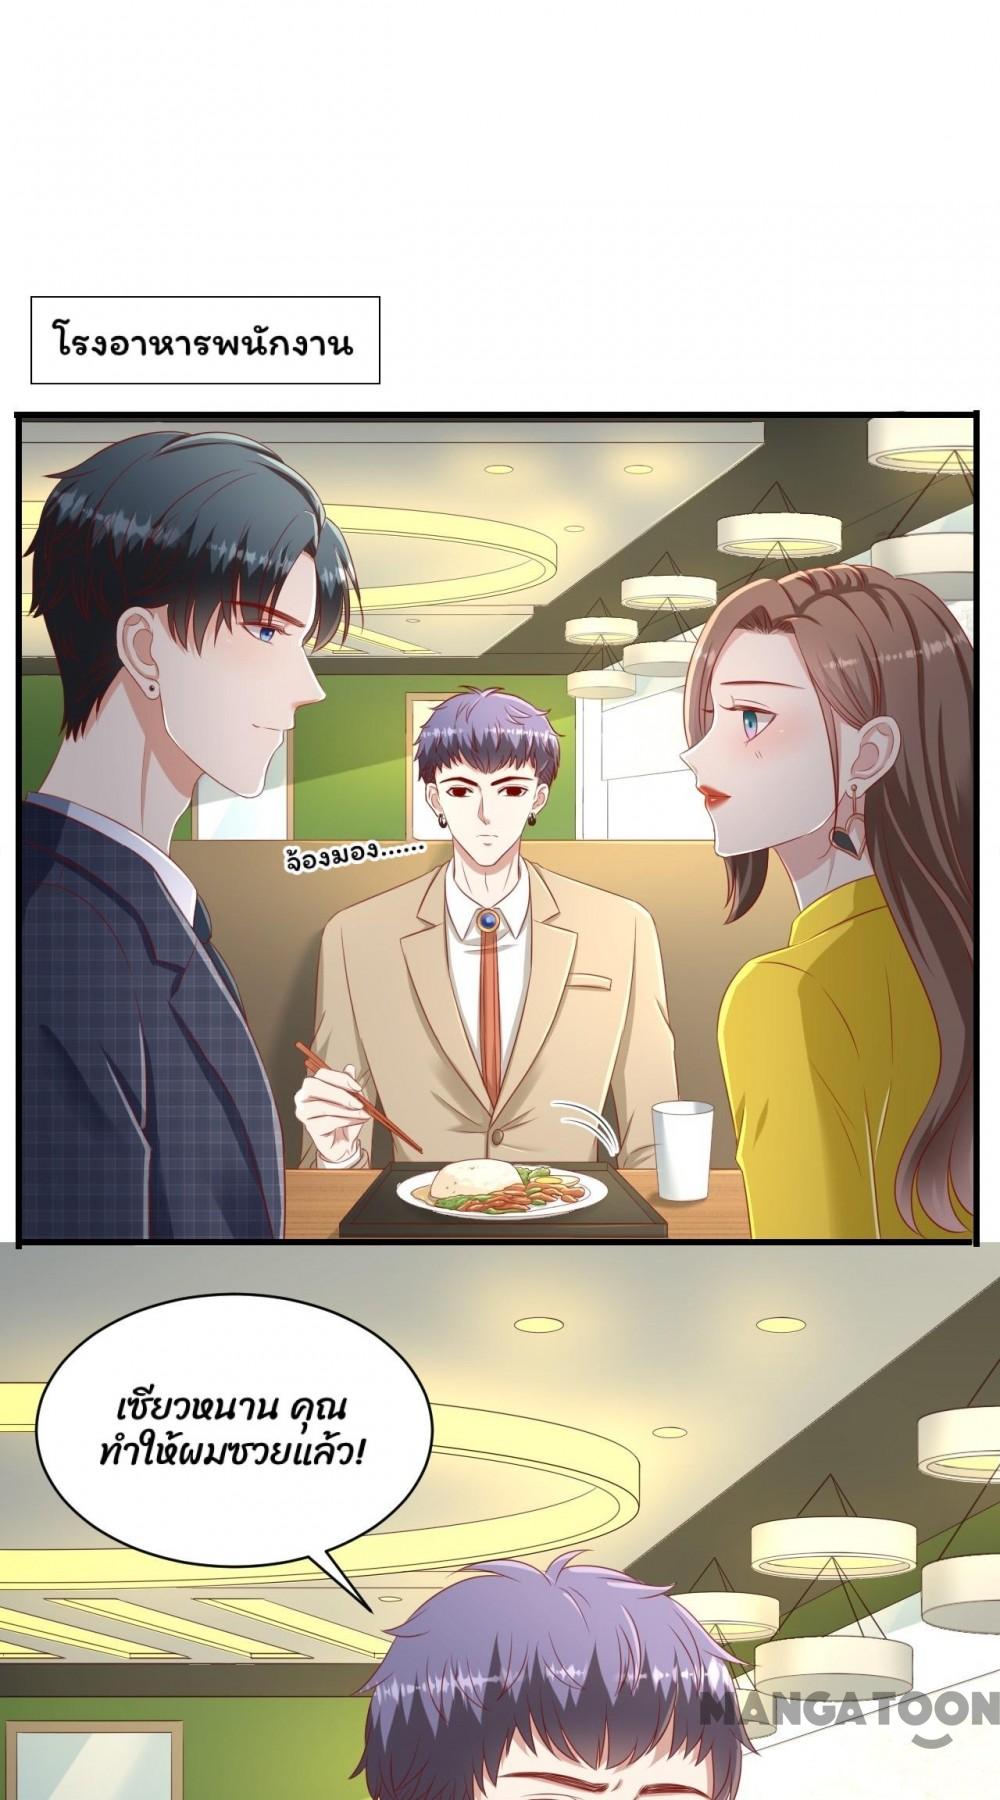 โรงอาหารพนักงาน
จ้องมอง......
เซียวหนาน คุณ
ทำให้ผมซวยแล้ว!
MANGATOON